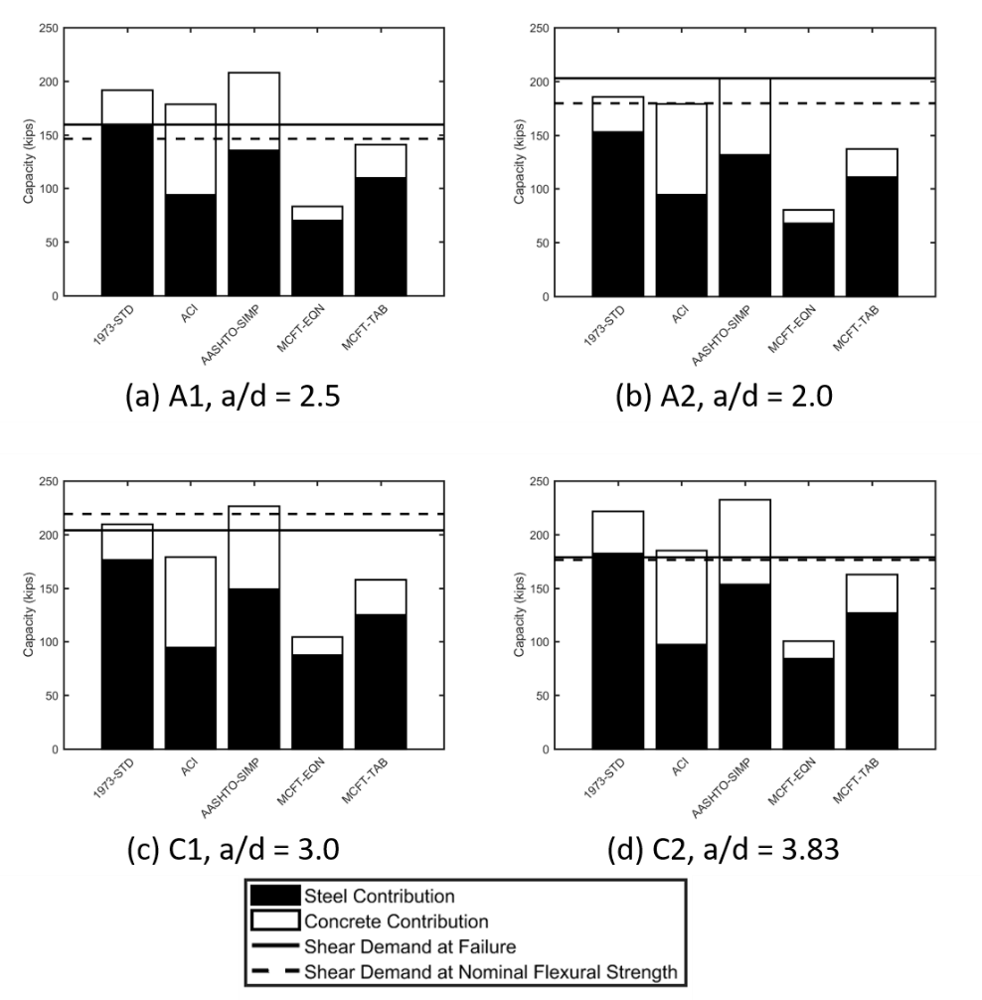 250
200
150
100
50
0
Capacity (kips)
1973-STD
ACI
AASHTO-SIMP
MCFT-EQN
MCFT-TAB
(a) A1, a/d = 2.5
250
200
150
100
50
0
Capacity (kips)
1973-STD
ACI
AASHTO-SIMP
MCFT-EQN
MCFT-TAB
(b) A2, a/d = 2.0
250
200
150
100
50
0
Capacity (kips)
1973-STD
ACI
AASHTO-SIMP
MCFT-EQN
MCFT-TAB
(c) C1, a/d = 3.0
250
200
150
100
50
0
Capacity (kips)
1973-STD
ACI
AASHTO-SIMP
MCFT-EQN
MCFT-TAB
(d) C2, a/d = 3.83
Steel Contribution
Concrete Contribution
Shear Demand at Failure
Shear Demand at Nominal Flexural Strength